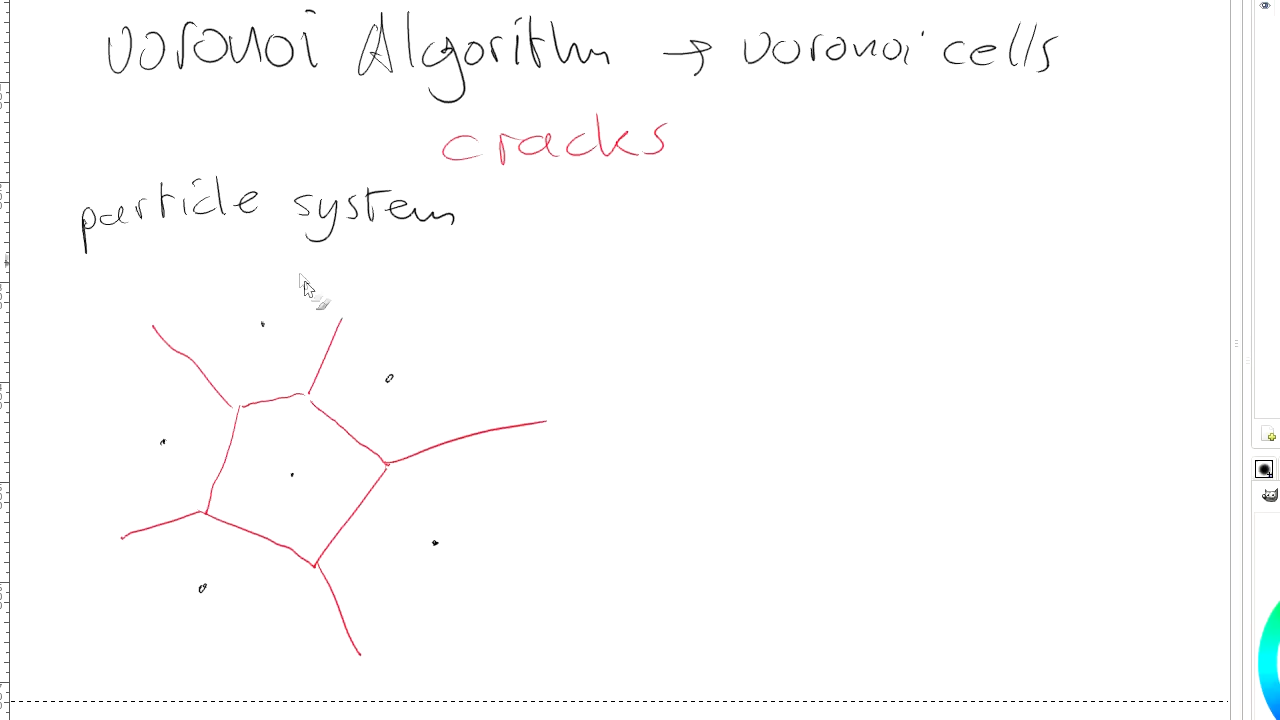 Voronoi Algorithm → voronoi cells
cracks
particle system